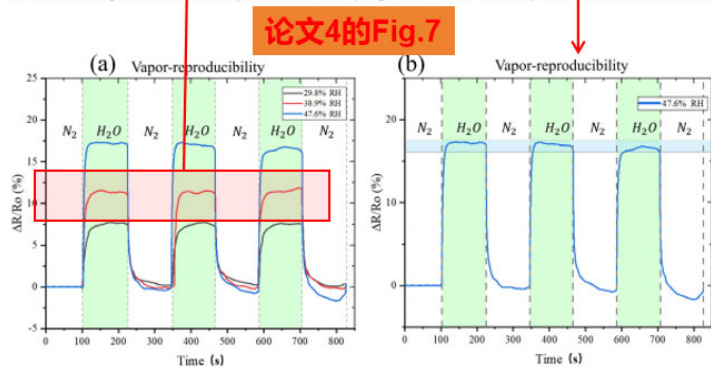 论文4的Fig.7
(a)
Vapor-reproducibility
29.8% RH
38.9% RH
47.6% RH
N₂ H₂O N₂ H₂O N₂ H₂O N₂
ΔR/Ro (%)
25
20
15
10
5
0
-5
0 100 200 300 400 500 600 700 800
Time (s)
(b)
Vapor-reproducibility
47.6% RH
N₂ H₂O N₂ H₂O N₂ H₂O N₂
ΔR/Ro (%)
20
15
10
5
0
-5
0 100 200 300 400 500 600 700 800
Time (s)